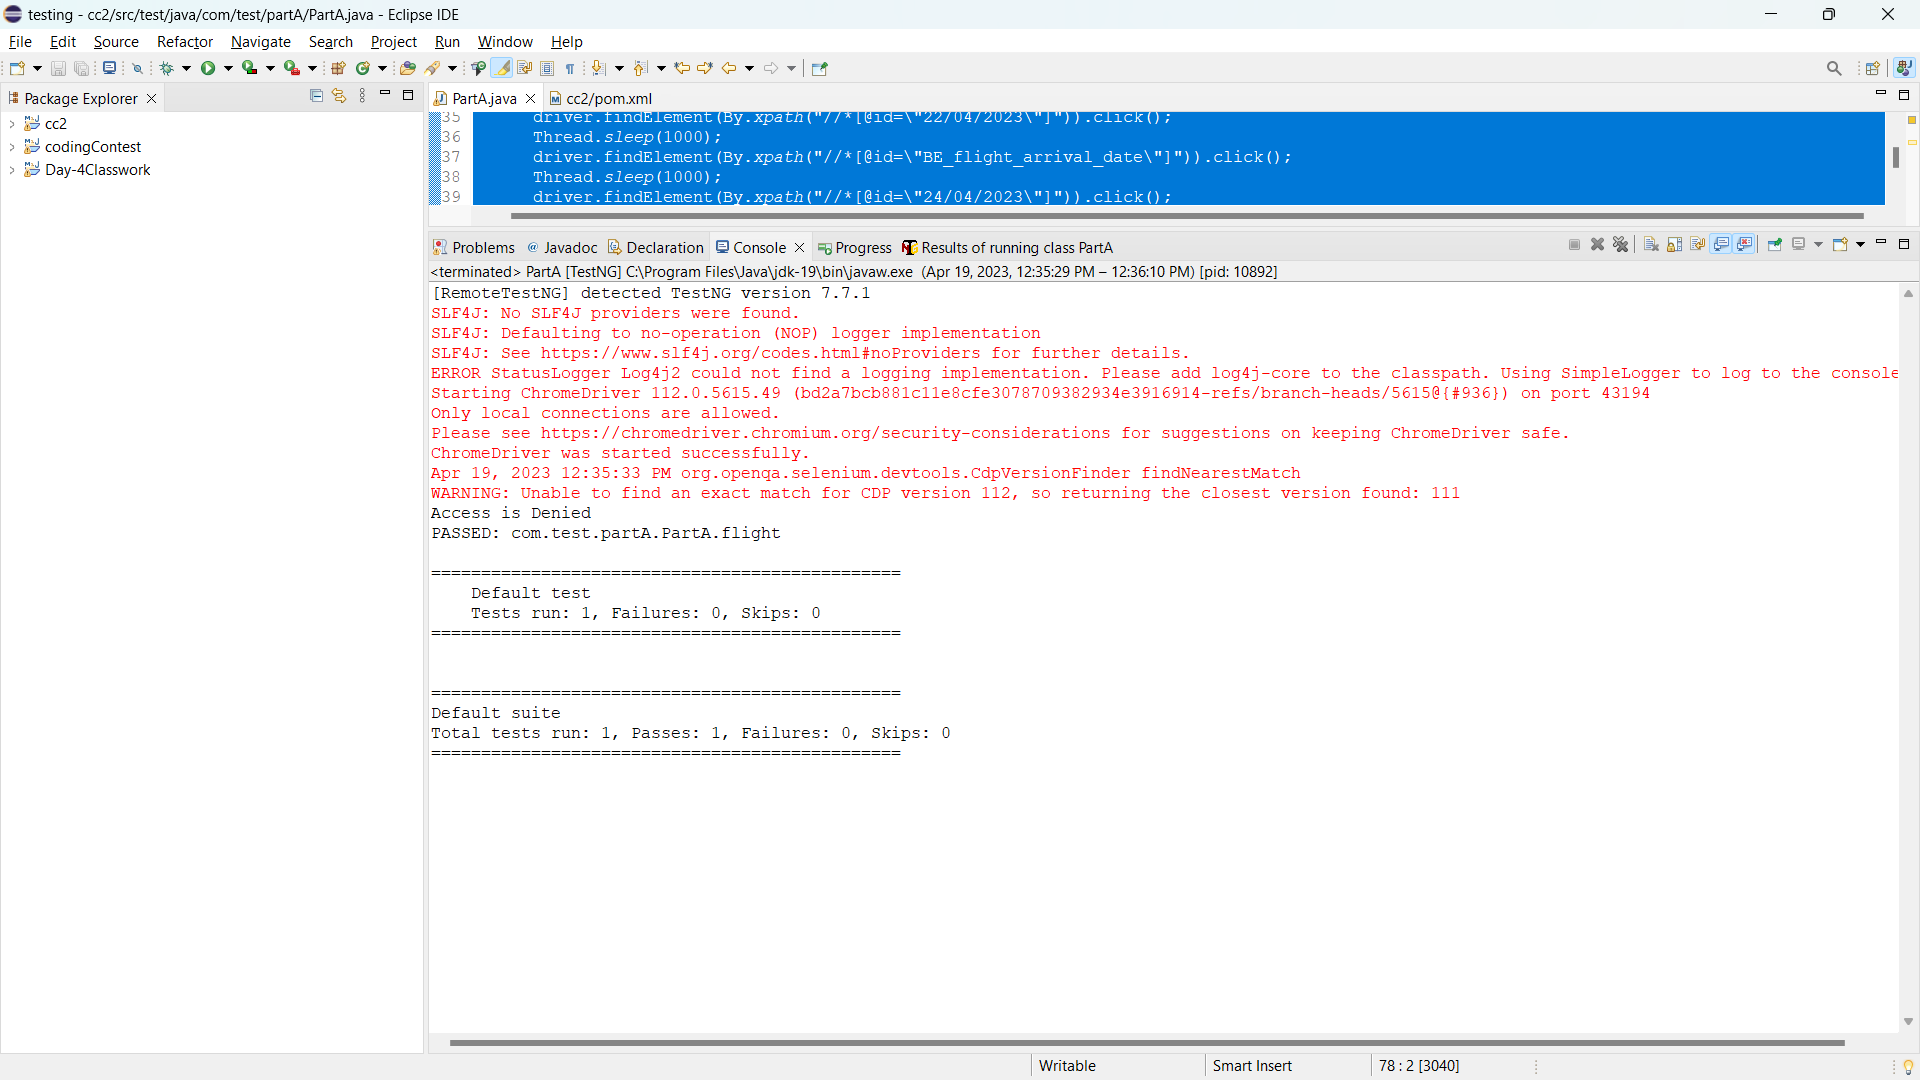 testing - cc2/src/test/java/com/test/partA/PartA.java - Eclipse IDE
File Edit Source Refactor Navigate Search Project Run Window Help
Package Explorer
cc2
codingContest
Day-4Classwork
PartA.java cc2/pom.xml
35 driver.findElement(By.xpath("//*[@id=\"22/04/2023\"]")).click();
36 Thread.sleep(1000);
37 driver.findElement(By.xpath("//*[@id=\"BE_flight_arrival_date\"]")).click();
38 Thread.sleep(1000);
39 driver.findElement(By.xpath("//*[@id=\"24/04/2023\"]")).click();
Problems Javadoc Declaration Console Progress Results of running class PartA
<terminated> PartA [TestNG] C:\Program Files\Java\jdk-19\bin\javaw.exe (Apr 19, 2023, 12:35:29 PM – 12:36:10 PM) [pid: 10892]
[RemoteTestNG] detected TestNG version 7.7.1
SLF4J: No SLF4J providers were found.
SLF4J: Defaulting to no-operation (NOP) logger implementation
SLF4J: See https://www.slf4j.org/codes.html#noProviders for further details.
ERROR StatusLogger Log4j2 could not find a logging implementation. Please add log4j-core to the classpath. Using SimpleLogger to log to the console
Starting ChromeDriver 112.0.5615.49 (bd2a7bcb881c11e8cfe3078709382934e3916914-refs/branch-heads/5615@{#936}) on port 43194
Only local connections are allowed.
Please see https://chromedriver.chromium.org/security-considerations for suggestions on keeping ChromeDriver safe.
ChromeDriver was started successfully.
Apr 19, 2023 12:35:33 PM org.openqa.selenium.devtools.CdpVersionFinder findNearestMatch
WARNING: Unable to find an exact match for CDP version 112, so returning the closest version found: 111
Access is Denied
PASSED: com.test.partA.PartA.flight
===============================================
Default test
Tests run: 1, Failures: 0, Skips: 0
===============================================
===============================================
Default suite
Total tests run: 1, Passes: 1, Failures: 0, Skips: 0
===============================================
Writable Smart Insert 78 : 2 [3040]